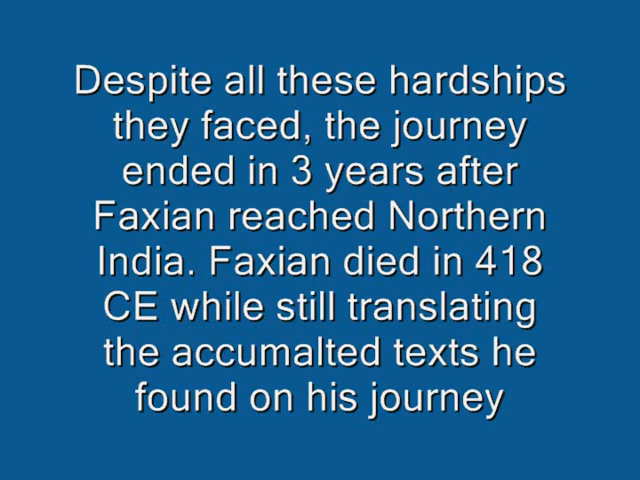 Despite all these hardships
they faced, the journey
ended in 3 years after
Faxian reached Northern
India. Faxian died in 418
CE while still translating
the accumalted texts he
found on his journey